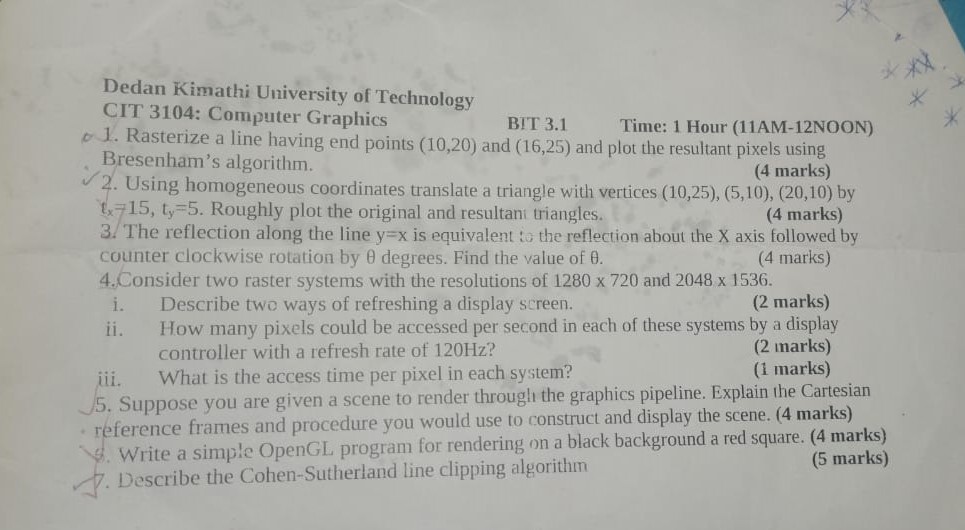 Dedan Kimathi University of Technology
CIT 3104: Computer Graphics BIT 3.1 Time: 1 Hour (11AM-12NOON)
1. Rasterize a line having end points (10,20) and (16,25) and plot the resultant pixels using
Bresenham's algorithm. (4 marks)
2. Using homogeneous coordinates translate a triangle with vertices (10,25), (5,10), (20,10) by
tx=15, ty=5. Roughly plot the original and resultant triangles. (4 marks)
3. The reflection along the line y=x is equivalent to the reflection about the X axis followed by
counter clockwise rotation by θ degrees. Find the value of θ. (4 marks)
4.Consider two raster systems with the resolutions of 1280 x 720 and 2048 x 1536.
i. Describe two ways of refreshing a display screen. (2 marks)
ii. How many pixels could be accessed per second in each of these systems by a display
controller with a refresh rate of 120Hz? (2 marks)
iii. What is the access time per pixel in each system? (1 marks)
5. Suppose you are given a scene to render through the graphics pipeline. Explain the Cartesian
reference frames and procedure you would use to construct and display the scene. (4 marks)
6. Write a simple OpenGL program for rendering on a black background a red square. (4 marks)
7. Describe the Cohen-Sutherland line clipping algorithm (5 marks)